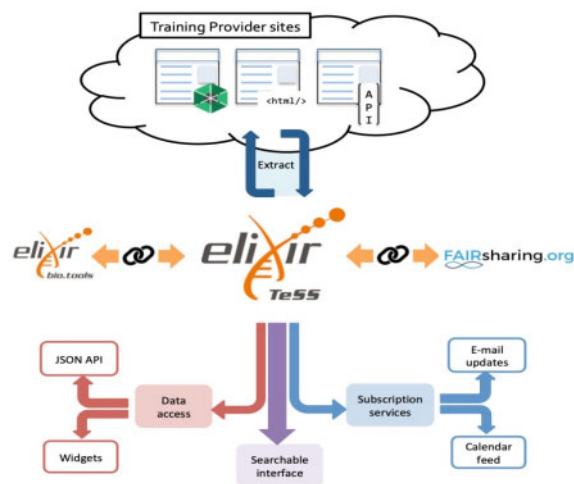 Training Provider sites
<html/>
A
P
I
Extract
elixir
bio.tools
elixir
TeSS
FAIRsharing.org
JSON API
Data
access
Widgets
Searchable
interface
Subscription
services
E-mail
updates
Calendar
feed